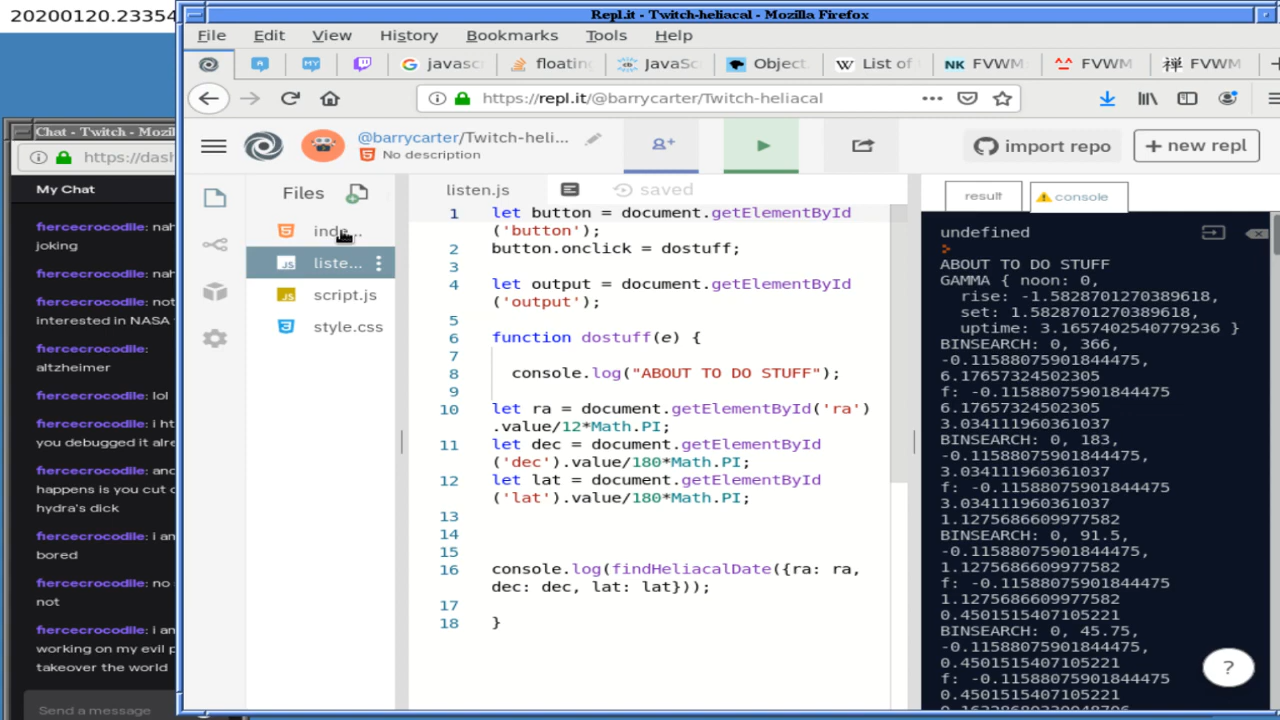 20200120.23354
Repl.it - Twitch-heliacal - Mozilla Firefox
File Edit View History Bookmarks Tools Help
javasc
floating
JavaSc
Object.
List of
FVWM
FVWM
FVWM
https://repl.it/@barrycarter/Twitch-heliacal
Chat - Twitch - Mozil
https://dash
My Chat
fiercecrocodile: nah
joking
fiercecrocodile: nah
fiercecrocodile: not
interested in NASA
fiercecrocodile:
altzheimer
fiercecrocodile: lol
fiercecrocodile: i
you debugged it
fiercecrocodile:
happens is you cut
hydra's dick
fiercecrocodile: i am
bored
fiercecrocodile: no
not
fiercecrocodile: i am
working on my evil
takeover the world
Send a message
@barrycarter/Twitch-heli...
No description
import repo
+ new repl
Files
inde...
liste...
script.js
style.css
listen.js
saved
1 let button = document.getElementById
('button');
2 button.onclick = dostuff;
3
4 let output = document.getElementById
('output');
5
6 function dostuff(e) {
7
8 console.log("ABOUT TO DO STUFF");
9
10 let ra = document.getElementById('ra')
.value/12*Math.PI;
11 let dec = document.getElementById
('dec').value/180*Math.PI;
12 let lat = document.getElementById
('lat').value/180*Math.PI;
13
14
15
16 console.log(findHeliacalDate({ra: ra,
dec: dec, lat: lat}));
17
18 }
result
console
undefined
ABOUT TO DO STUFF
GAMMA { noon: 0,
rise: -1.5828701270389618,
set: 1.5828701270389618,
uptime: 3.1657402540779236 }
BINSEARCH: 0, 366,
-0.11588075901844475,
6.17657324502305
f: -0.11588075901844475
6.17657324502305
3.034111960361037
BINSEARCH: 0, 183,
-0.11588075901844475,
3.034111960361037
f: -0.11588075901844475
3.034111960361037
1.1275686609977582
BINSEARCH: 0, 91.5,
-0.11588075901844475,
1.1275686609977582
f: -0.11588075901844475
1.1275686609977582
0.4501515407105221
BINSEARCH: 0, 45.75,
-0.11588075901844475,
0.4501515407105221
f: -0.11588075901844475
0.4501515407105221
?